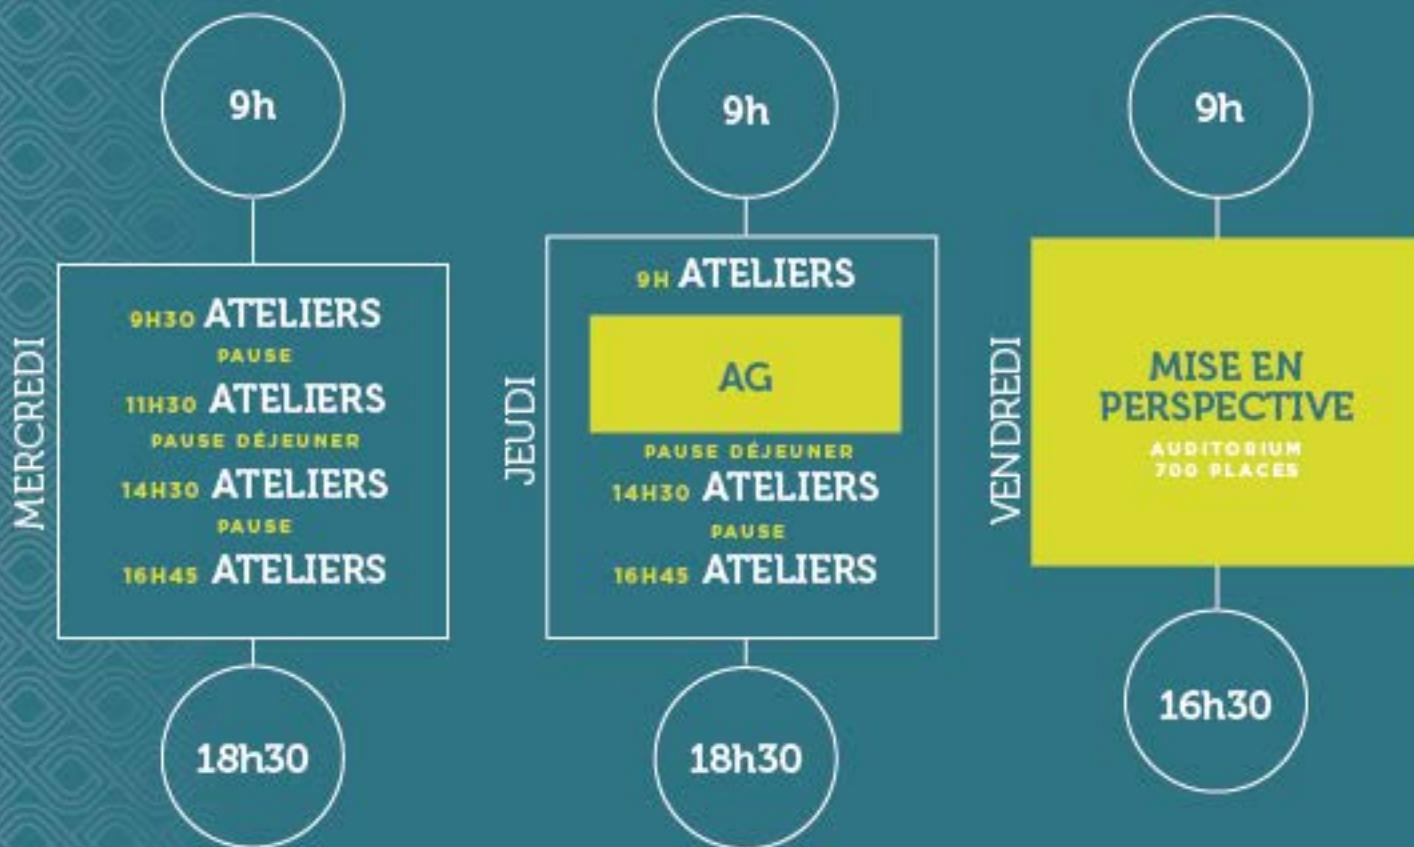 MERCREDI
9h
9H30 ATELIERS
PAUSE
11H30 ATELIERS
PAUSE DÉJEUNER
14H30 ATELIERS
PAUSE
16H45 ATELIERS
18h30
JEUDI
9h
9H ATELIERS
AG
PAUSE DÉJEUNER
14H30 ATELIERS
PAUSE
16H45 ATELIERS
18h30
VENDREDI
9h
MISE EN
PERSPECTIVE
AUDITORIUM
700 PLACES
16h30